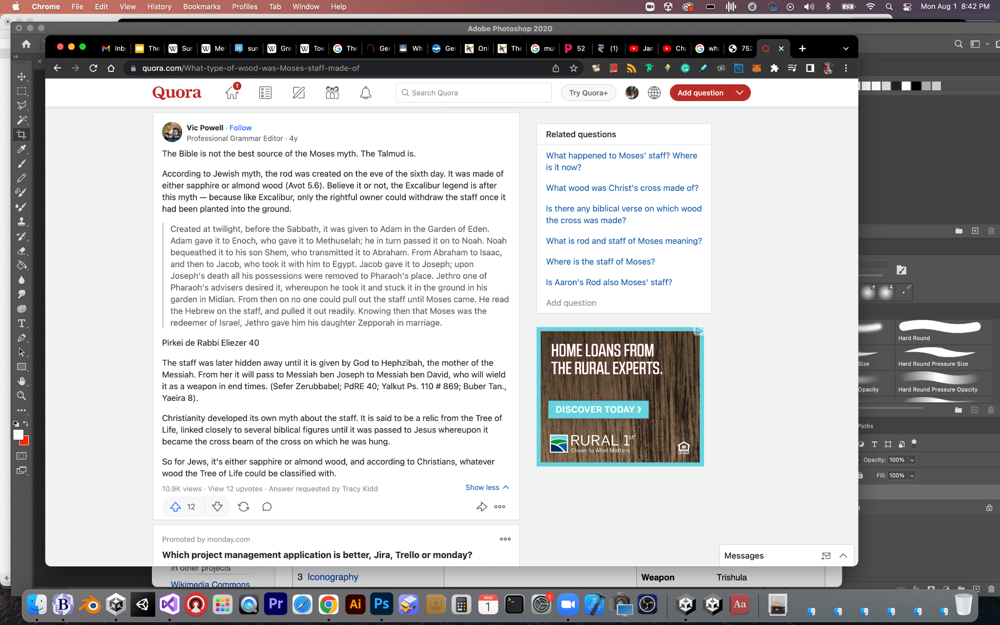 Chrome File Edit View History Bookmarks Profiles Tab Window Help
Mon Aug 1 8:42 PM
Adobe Photoshop 2020
Inb
The
Sur
Met
sun
Gre
Tow
The
Ger
Wh
Ger
Onl
The
mu
52
(1)
Jan
Cha
wha
752
quora.com/What-type-of-wood-was-Moses-staff-made-of
TG
Quora
1
Search Quora
Try Quora+
Add question
Vic Powell · Follow
Professional Grammar Editor · 4y
The Bible is not the best source of the Moses myth. The Talmud is.
According to Jewish myth, the rod was created on the eve of the sixth day. It was made of
either sapphire or almond wood (Avot 5.6). Believe it or not, the Excalibur legend is after
this myth — because like Excalibur, only the rightful owner could withdraw the staff once it
had been planted into the ground.
Created at twilight, before the Sabbath, it was given to Adam in the Garden of Eden.
Adam gave it to Enoch, who gave it to Methuselah; he in turn passed it on to Noah. Noah
bequeathed it to his son Shem, who transmitted it to Abraham. From Abraham to Isaac,
and then to Jacob, who took it with him to Egypt. Jacob gave it to Joseph; upon
Joseph's death all his possessions were removed to Pharaoh's place. Jethro one of
Pharaoh's advisers desired it, whereupon he took it and stuck it in the ground in his
garden in Midian. From then on no one could pull out the staff until Moses came. He read
the Hebrew on the staff, and pulled it out readily. Knowing then that Moses was the
redeemer of Israel, Jethro gave him his daughter Zepporah in marriage.
Pirkei de Rabbi Eliezer 40
The staff was later hidden away until it is given by God to Hephzibah, the mother of the
Messiah. From her it will pass to Messiah ben Joseph to Messiah ben David, who will wield
it as a weapon in end times. (Sefer Zerubbabel; PdRE 40; Yalkut Ps. 110 # 869; Buber Tan.,
Yaeira 8).
Christianity developed its own myth about the staff. It is said to be a relic from the Tree of
Life, linked closely to several biblical figures until it was passed to Jesus whereupon it
became the cross beam of the cross on which he was hung.
So for Jews, it's either sapphire or almond wood, and according to Christians, whatever
wood the Tree of Life could be classified with.
10.9K views · View 12 upvotes · Answer requested by Tracy Kidd
Show less
12
Promoted by monday.com
Which project management application is better, Jira, Trello or monday?
Related questions
What happened to Moses' staff? Where
is it now?
What wood was Christ's cross made of?
Is there any biblical verse on which wood
the cross was made?
What is rod and staff of Moses meaning?
Where is the staff of Moses?
Is Aaron's Rod also Moses' staff?
Add question
HOME LOANS FROM
THE RURAL EXPERTS.
DISCOVER TODAY ❯
RURAL 1st
Closer to What Matters
LENDER
Messages
Hard Round
Size
Hard Round Pressure Size
Opacity
Hard Round Pressure Opacity
Paths
Opacity: 100%
Fill: 100%
In other projects
Wikimedia Commons
3 Iconography
Weapon Trishula
fx
B
Pr
Ai
Ps
AUG
1
1
Aa